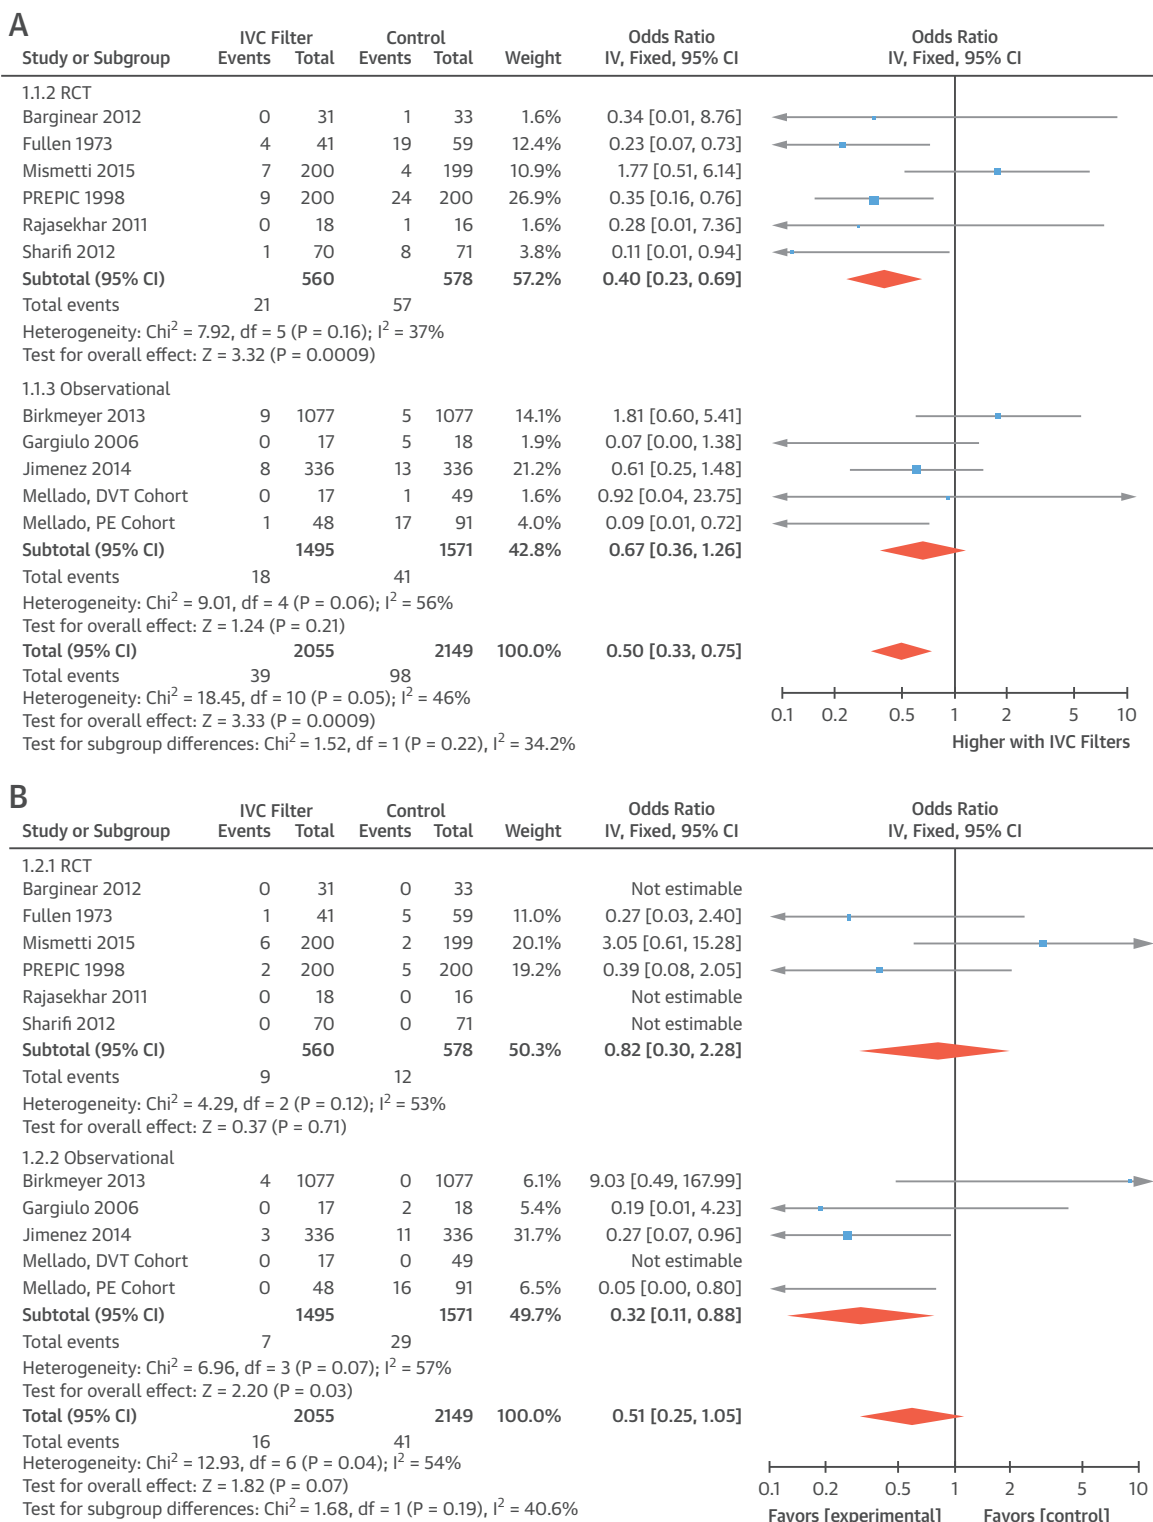 A
IVC Filter Control Odds Ratio Odds Ratio
Study or Subgroup Events Total Events Total Weight IV, Fixed, 95% CI IV, Fixed, 95% CI
1.1.2 RCT
Barginear 2012 0 31 1 33 1.6% 0.34 [0.01, 8.76]
Fullen 1973 4 41 19 59 12.4% 0.23 [0.07, 0.73]
Mismetti 2015 7 200 4 199 10.9% 1.77 [0.51, 6.14]
PREPIC 1998 9 200 24 200 26.9% 0.35 [0.16, 0.76]
Rajasekhar 2011 0 18 1 16 1.6% 0.28 [0.01, 7.36]
Sharifi 2012 1 70 8 71 3.8% 0.11 [0.01, 0.94]
Subtotal (95% CI) 560 578 57.2% 0.40 [0.23, 0.69]
Total events 21 57
Heterogeneity: Chi² = 7.92, df = 5 (P = 0.16); I² = 37%
Test for overall effect: Z = 3.32 (P = 0.0009)
1.1.3 Observational
Birkmeyer 2013 9 1077 5 1077 14.1% 1.81 [0.60, 5.41]
Gargiulo 2006 0 17 5 18 1.9% 0.07 [0.00, 1.38]
Jimenez 2014 8 336 13 336 21.2% 0.61 [0.25, 1.48]
Mellado, DVT Cohort 0 17 1 49 1.6% 0.92 [0.04, 23.75]
Mellado, PE Cohort 1 48 17 91 4.0% 0.09 [0.01, 0.72]
Subtotal (95% CI) 1495 1571 42.8% 0.67 [0.36, 1.26]
Total events 18 41
Heterogeneity: Chi² = 9.01, df = 4 (P = 0.06); I² = 56%
Test for overall effect: Z = 1.24 (P = 0.21)
Total (95% CI) 2055 2149 100.0% 0.50 [0.33, 0.75]
Total events 39 98
Heterogeneity: Chi² = 18.45, df = 10 (P = 0.05); I² = 46%
Test for overall effect: Z = 3.33 (P = 0.0009)
Test for subgroup differences: Chi² = 1.52, df = 1 (P = 0.22), I² = 34.2%
0.1 0.2 0.5 1 2 5 10
Higher with IVC Filters
B
IVC Filter Control Odds Ratio Odds Ratio
Study or Subgroup Events Total Events Total Weight IV, Fixed, 95% CI IV, Fixed, 95% CI
1.2.1 RCT
Barginear 2012 0 31 0 33 Not estimable
Fullen 1973 1 41 5 59 11.0% 0.27 [0.03, 2.40]
Mismetti 2015 6 200 2 199 20.1% 3.05 [0.61, 15.28]
PREPIC 1998 2 200 5 200 19.2% 0.39 [0.08, 2.05]
Rajasekhar 2011 0 18 0 16 Not estimable
Sharifi 2012 0 70 0 71 Not estimable
Subtotal (95% CI) 560 578 50.3% 0.82 [0.30, 2.28]
Total events 9 12
Heterogeneity: Chi² = 4.29, df = 2 (P = 0.12); I² = 53%
Test for overall effect: Z = 0.37 (P = 0.71)
1.2.2 Observational
Birkmeyer 2013 4 1077 0 1077 6.1% 9.03 [0.49, 167.99]
Gargiulo 2006 0 17 2 18 5.4% 0.19 [0.01, 4.23]
Jimenez 2014 3 336 11 336 31.7% 0.27 [0.07, 0.96]
Mellado, DVT Cohort 0 17 0 49 Not estimable
Mellado, PE Cohort 0 48 16 91 6.5% 0.05 [0.00, 0.80]
Subtotal (95% CI) 1495 1571 49.7% 0.32 [0.11, 0.88]
Total events 7 29
Heterogeneity: Chi² = 6.96, df = 3 (P = 0.07); I² = 57%
Test for overall effect: Z = 2.20 (P = 0.03)
Total (95% CI) 2055 2149 100.0% 0.51 [0.25, 1.05]
Total events 16 41
Heterogeneity: Chi² = 12.93, df = 6 (P = 0.04); I² = 54%
Test for overall effect: Z = 1.82 (P = 0.07)
Test for subgroup differences: Chi² = 1.68, df = 1 (P = 0.19), I² = 40.6%
0.1 0.2 0.5 1 2 5 10
Favors [experimental] Favors [control]